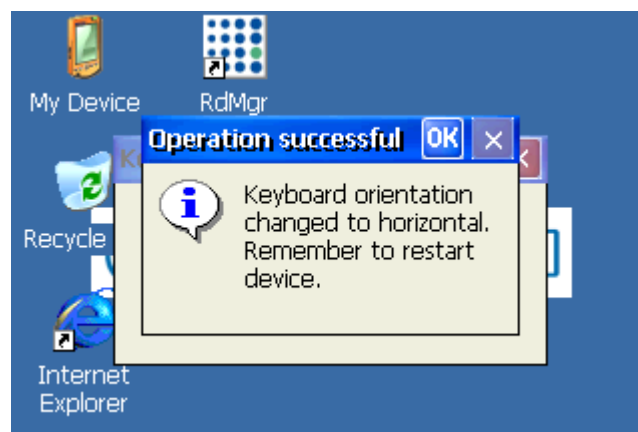 My Device
RdMgr
Operation successful OK
Keyboard orientation
changed to horizontal.
Remember to restart
device.
Recycle
Internet
Explorer